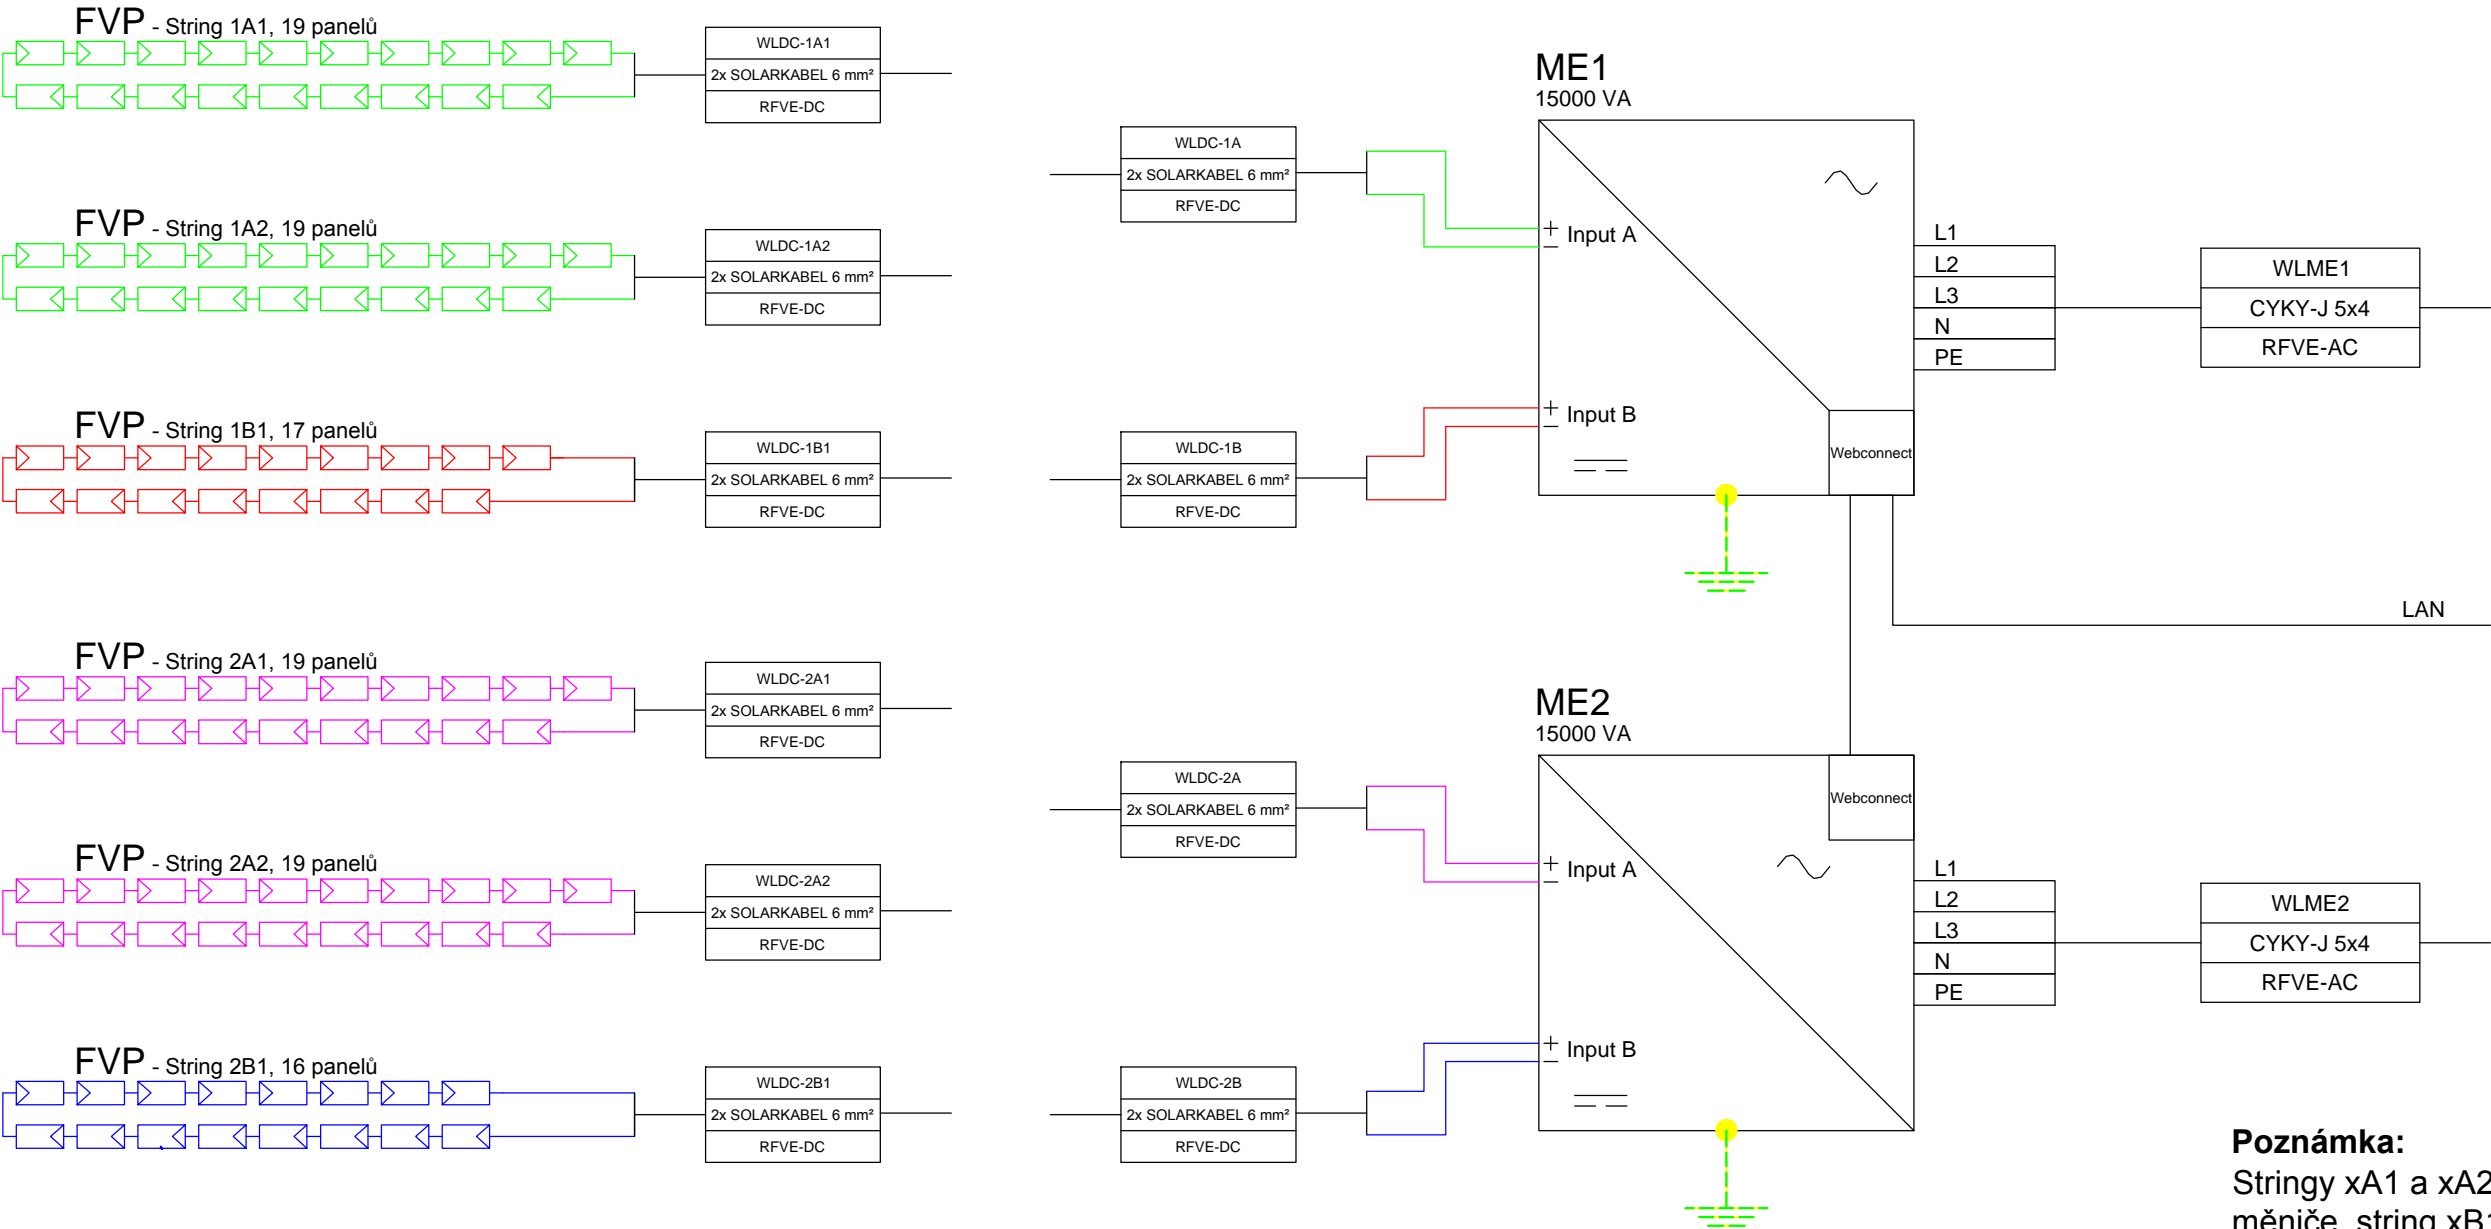 FVP - String 1A1, 19 panelů
WLDC-1A1
2x SOLARKABEL 6 mm²
RFVE-DC
FVP - String 1A2, 19 panelů
WLDC-1A2
2x SOLARKABEL 6 mm²
RFVE-DC
FVP - String 1B1, 17 panelů
WLDC-1B1
2x SOLARKABEL 6 mm²
RFVE-DC
WLDC-1A
2x SOLARKABEL 6 mm²
RFVE-DC
WLDC-1B
2x SOLARKABEL 6 mm²
RFVE-DC
ME1
15000 VA
+ Input A
−
+ Input B
−
Webconnect
L1
L2
L3
N
PE
WLME1
CYKY-J 5x4
RFVE-AC
LAN
FVP - String 2A1, 19 panelů
WLDC-2A1
2x SOLARKABEL 6 mm²
RFVE-DC
FVP - String 2A2, 19 panelů
WLDC-2A2
2x SOLARKABEL 6 mm²
RFVE-DC
FVP - String 2B1, 16 panelů
WLDC-2B1
2x SOLARKABEL 6 mm²
RFVE-DC
WLDC-2A
2x SOLARKABEL 6 mm²
RFVE-DC
WLDC-2B
2x SOLARKABEL 6 mm²
RFVE-DC
ME2
15000 VA
Webconnect
+ Input A
−
+ Input B
−
L1
L2
L3
N
PE
WLME2
CYKY-J 5x4
RFVE-AC
Poznámka:
Stringy xA1 a xA2
měniče, string xB1